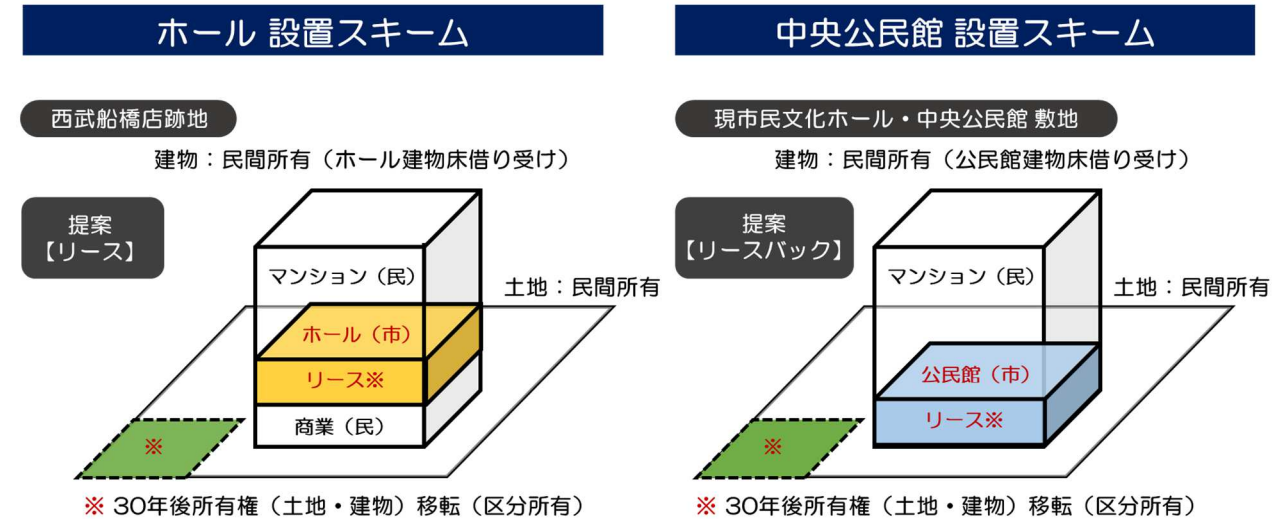 ホール 設置スキーム
西武船橋店跡地
建物：民間所有（ホール建物床借り受け）
提案
【リース】
マンション（民）
土地：民間所有
ホール（市）
リース※
商業（民）
※
※ 30年後所有権（土地・建物）移転（区分所有）
中央公民館 設置スキーム
現市民文化ホール・中央公民館 敷地
建物：民間所有（公民館建物床借り受け）
提案
【リースバック】
マンション（民）
土地：民間所有
公民館（市）
リース※
※
※ 30年後所有権（土地・建物）移転（区分所有）